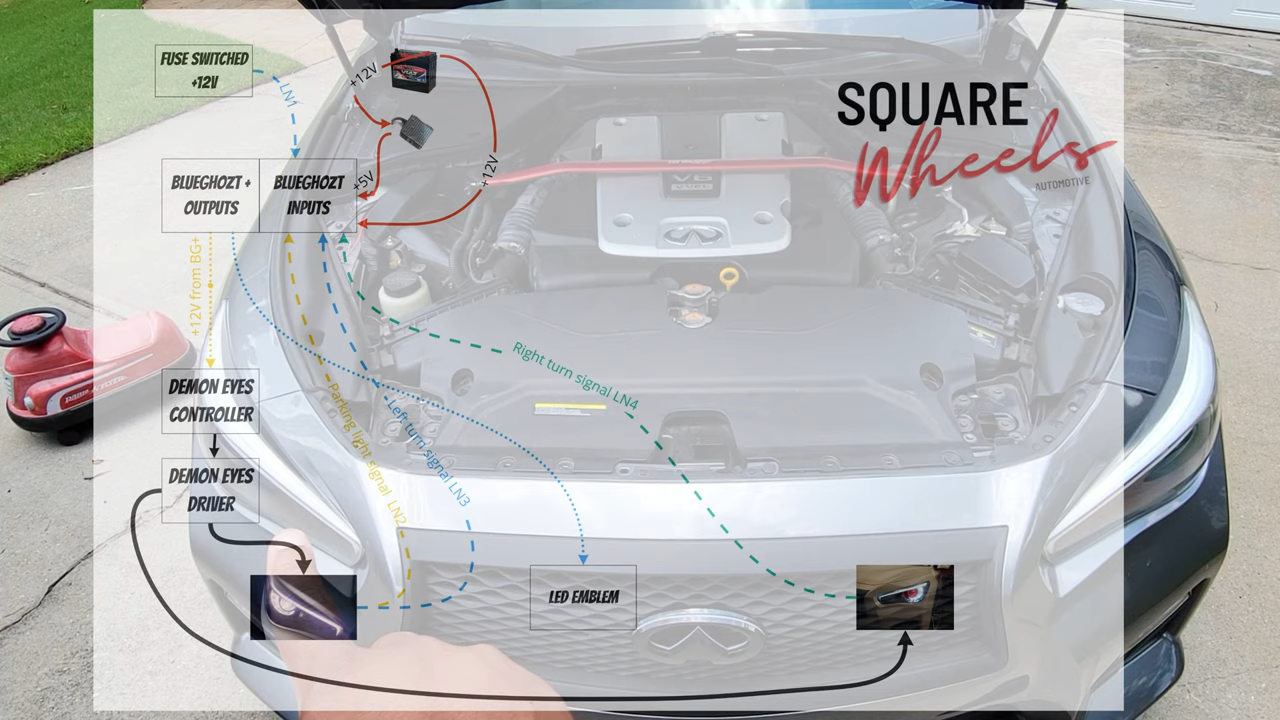 FUSE SWITCHED
+12V
LN1
+12V
+5V
+12V
SQUARE
Wheels
AUTOMOTIVE
BLUEGHOZT +
OUTPUTS
BLUEGHOZT
INPUTS
V6
+12V from BG+
DEMON EYES
CONTROLLER
DEMON EYES
DRIVER
Right turn signal LN4
Left turn signal LN3
Parking light signal LN2
LED EMBLEM